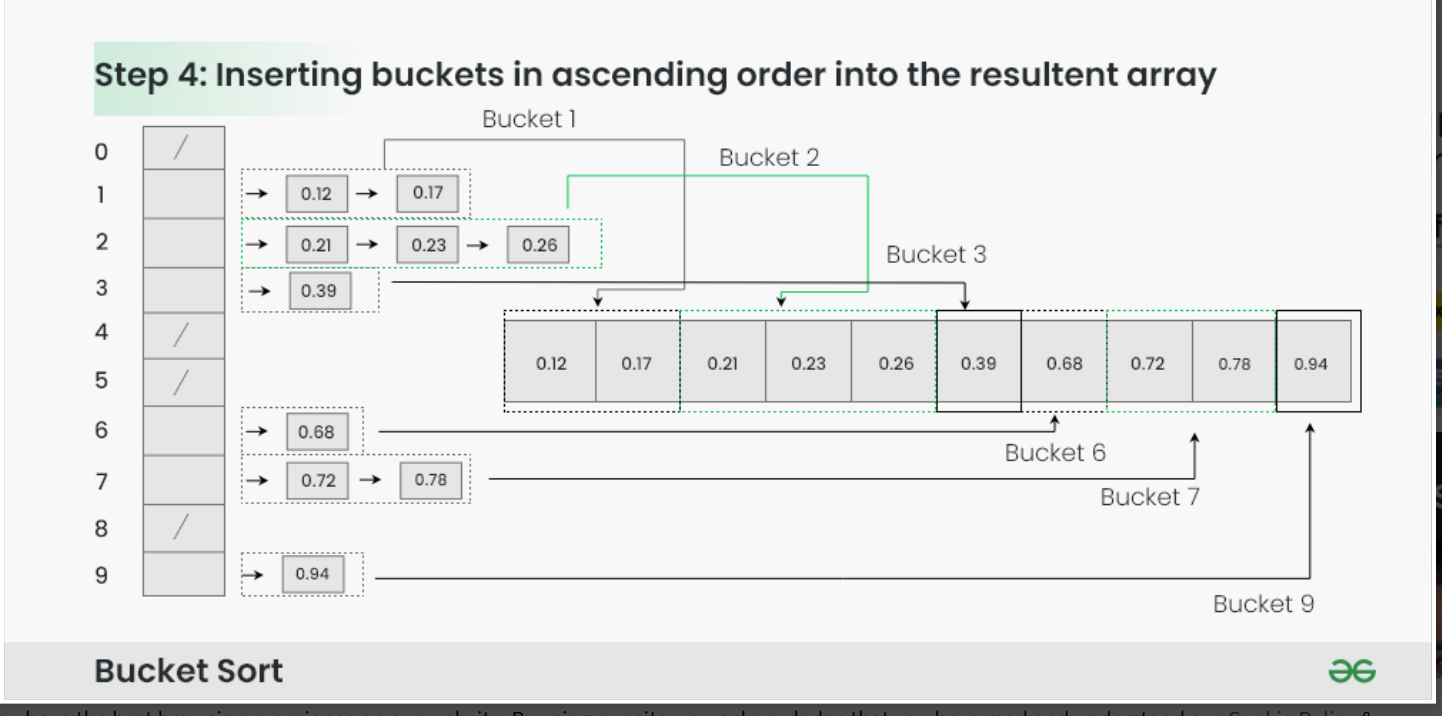 Step 4: Inserting buckets in ascending order into the resultent array
Bucket 1
Bucket 2
Bucket 3
0 /
1 → 0.12 → 0.17
2 → 0.21 → 0.23 → 0.26
3 → 0.39
4 /
5 /
0.12 0.17 0.21 0.23 0.26 0.39 0.68 0.72 0.78 0.94
6 → 0.68
Bucket 6
7 → 0.72 → 0.78
Bucket 7
8 /
9 → 0.94
Bucket 9
Bucket Sort